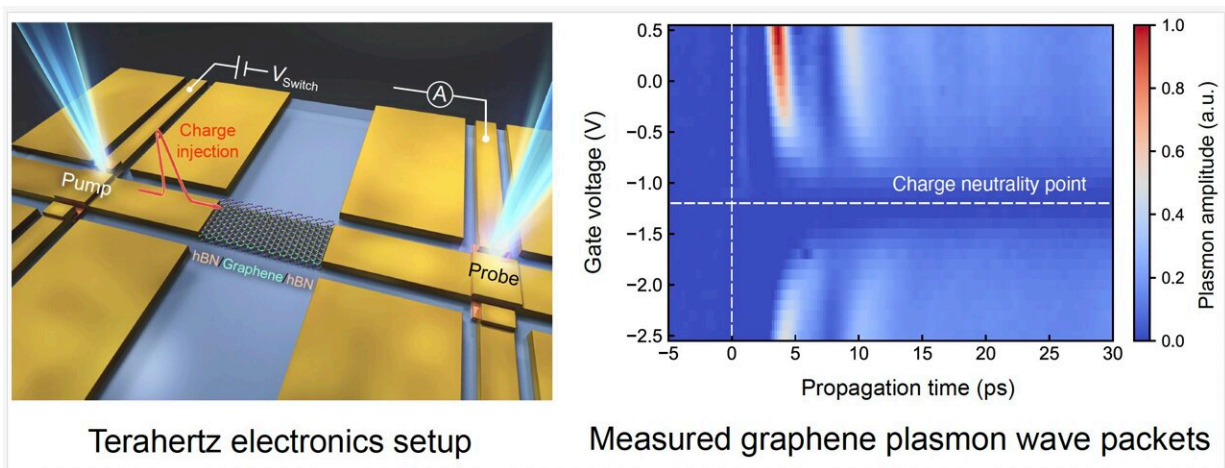 V_Switch
A
Charge
injection
Pump
hBN/Graphene/hBN
Probe
Terahertz electronics setup
0.5
0.0
−0.5
−1.0
−1.5
−2.0
−2.5
Gate voltage (V)
Charge neutrality point
−5 0 5 10 15 20 25 30
Propagation time (ps)
1.0
0.8
0.6
0.4
0.2
0.0
Plasmon amplitude (a.u.)
Measured graphene plasmon wave packets